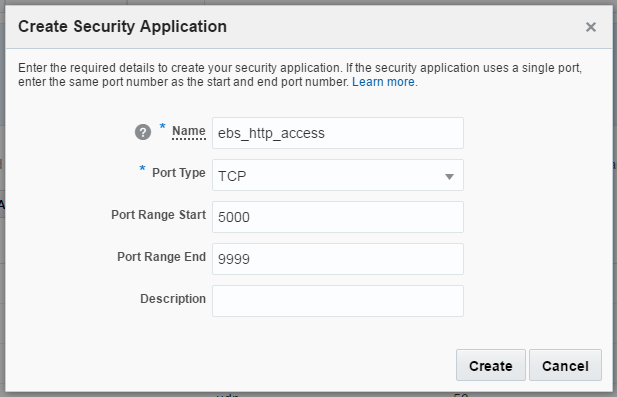 Create Security Application
×
Enter the required details to create your security application. If the security application uses a single port,
enter the same port number as the start and end port number. Learn more.
? * Name ebs_http_access
* Port Type TCP
Port Range Start 5000
Port Range End 9999
Description
Create Cancel